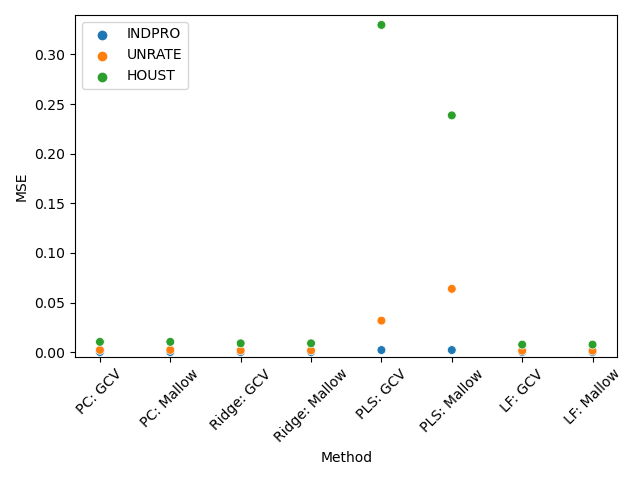 INDPRO
UNRATE
HOUST
MSE
0.30
0.25
0.20
0.15
0.10
0.05
0.00
PC: GCV
PC: Mallow
Ridge: GCV
Ridge: Mallow
PLS: GCV
PLS: Mallow
LF: GCV
LF: Mallow
Method